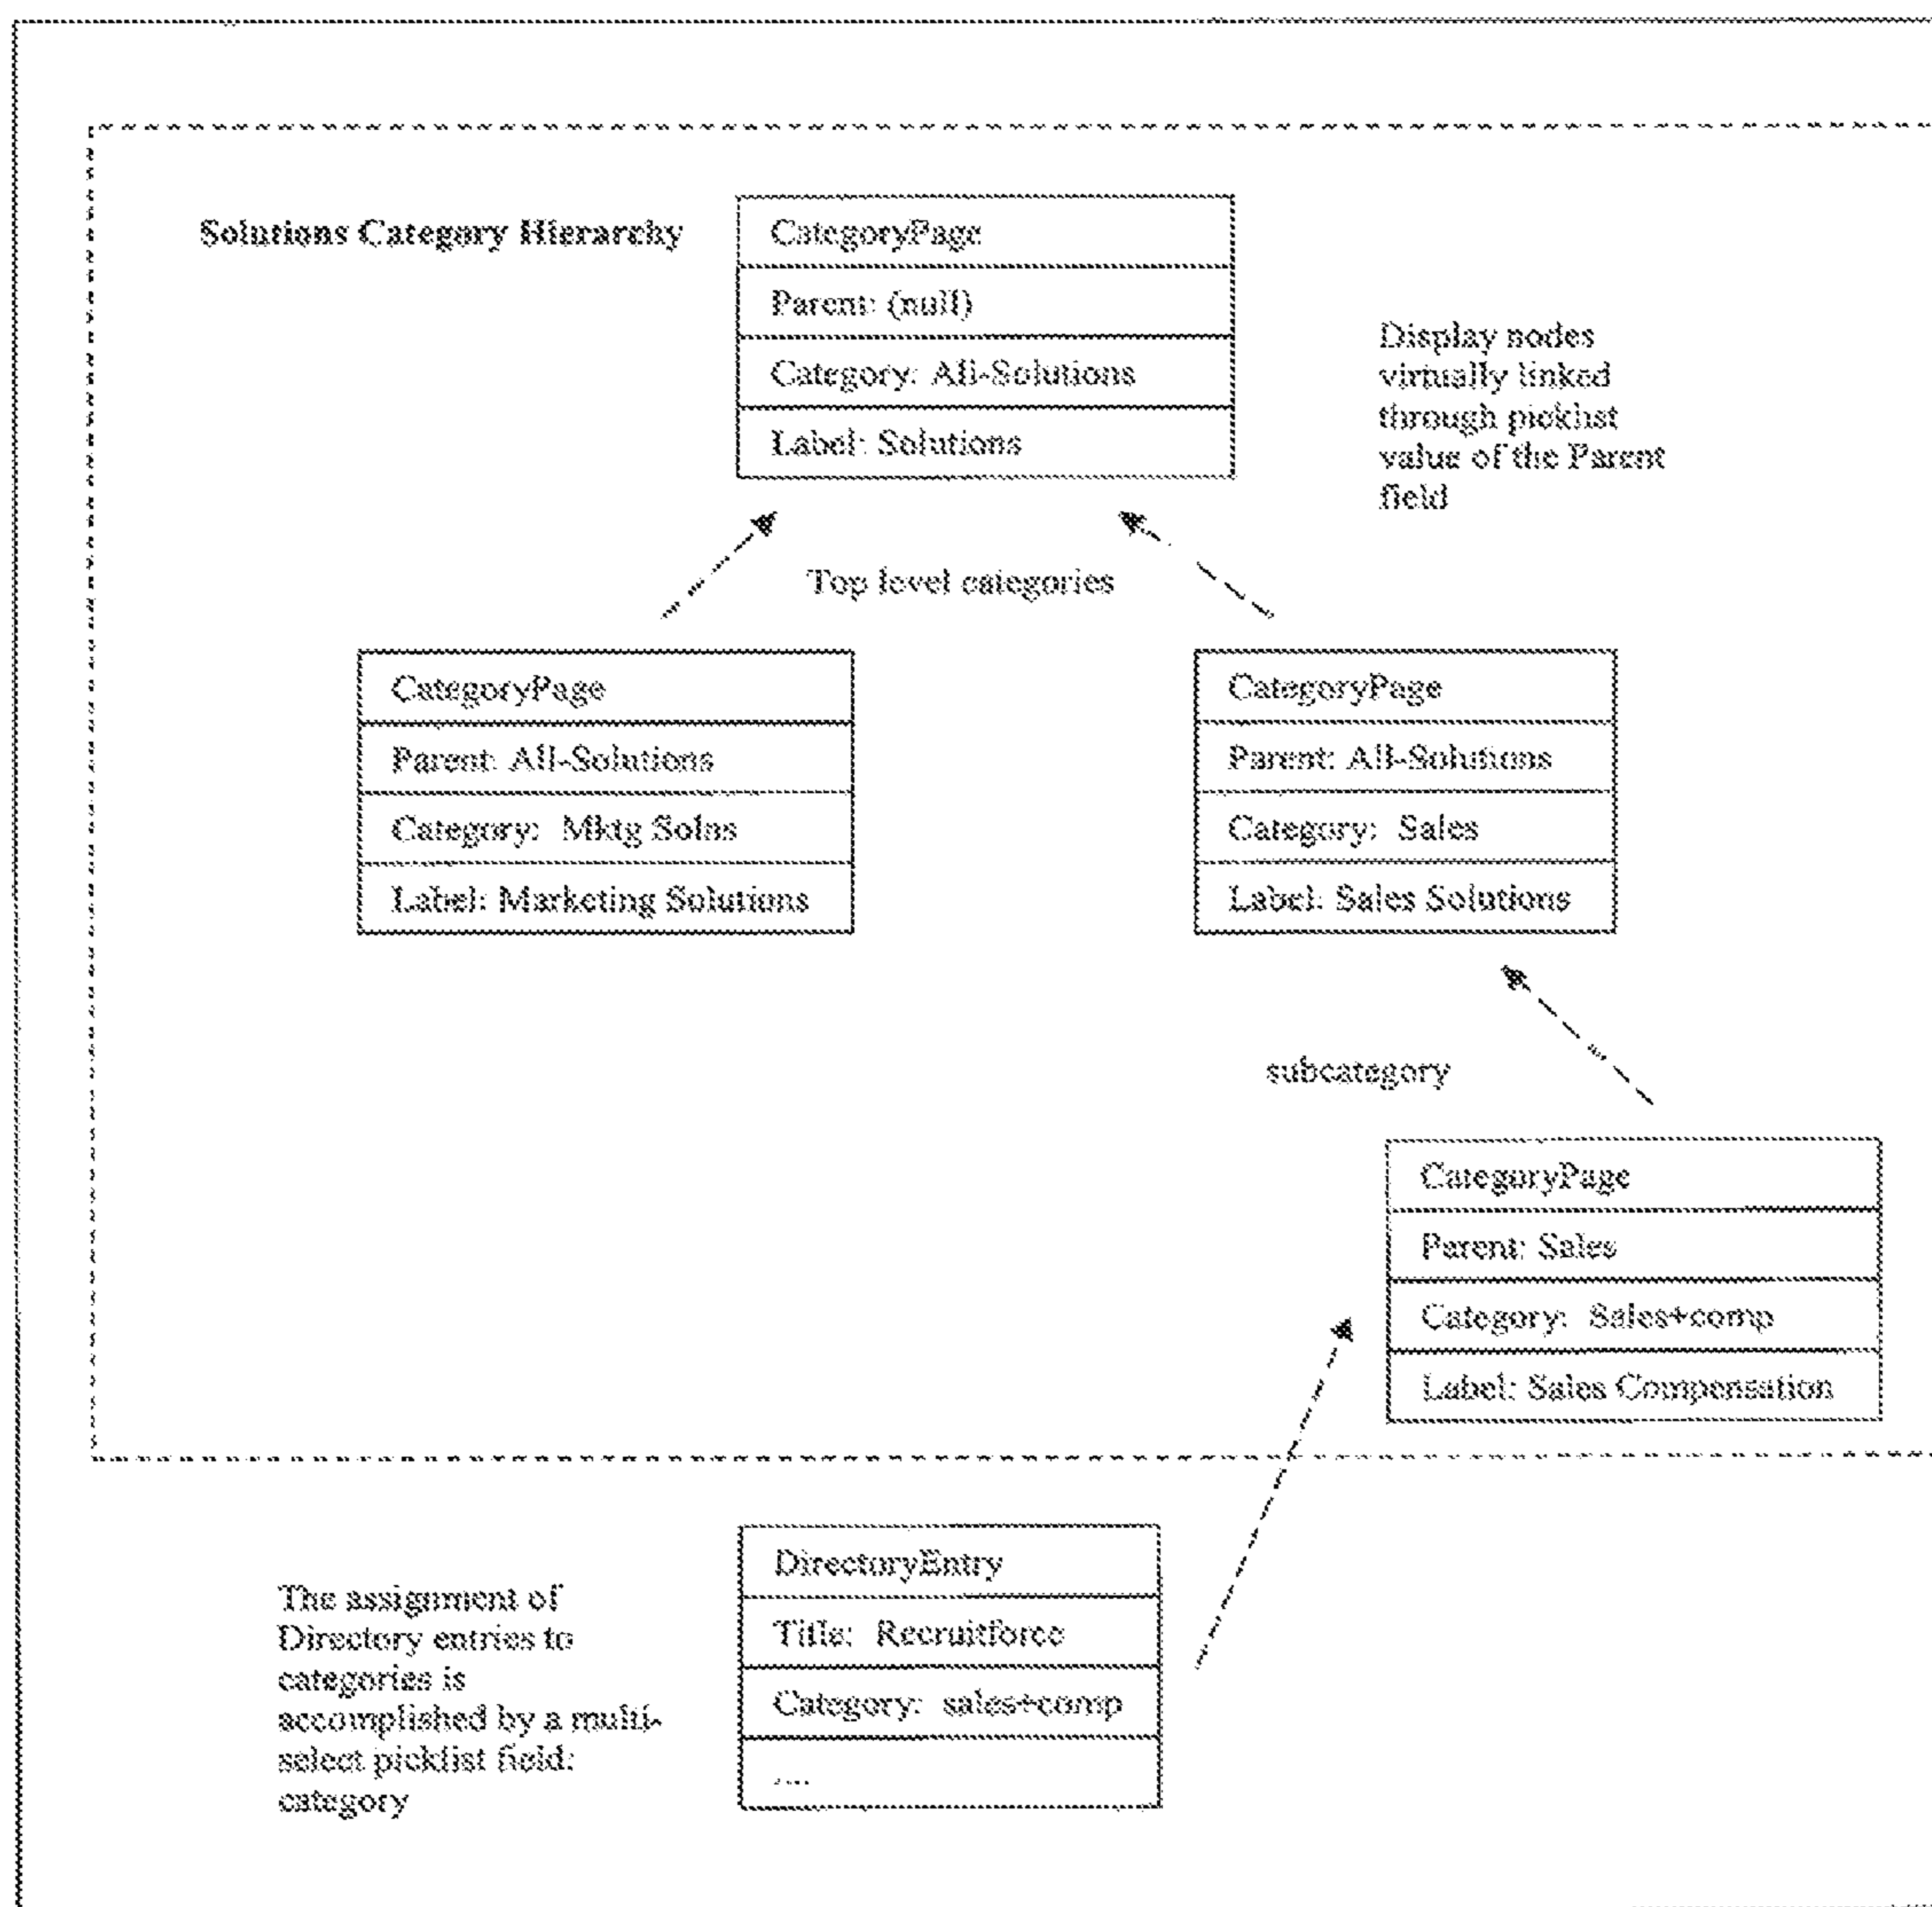 Solutions Category Hierarchy
CategoryPage
Parent: (null)
Category: All-Solutions
Label: Solutions
Display nodes
virtually linked
through picklist
value of the Parent
field
Top level categories
CategoryPage
Parent: All-Solutions
Category: Mktg Solns
Label: Marketing Solutions
CategoryPage
Parent: All-Solutions
Category: Sales
Label: Sales Solutions
subcategory
CategoryPage
Parent: Sales
Category: Sales+comp
Label: Sales Compensation
The assignment of
Directory entries to
categories is
accomplished by a multi-
select picklist field:
category
DirectoryEntry
Title: Recruitforce
Category: sales+comp
....